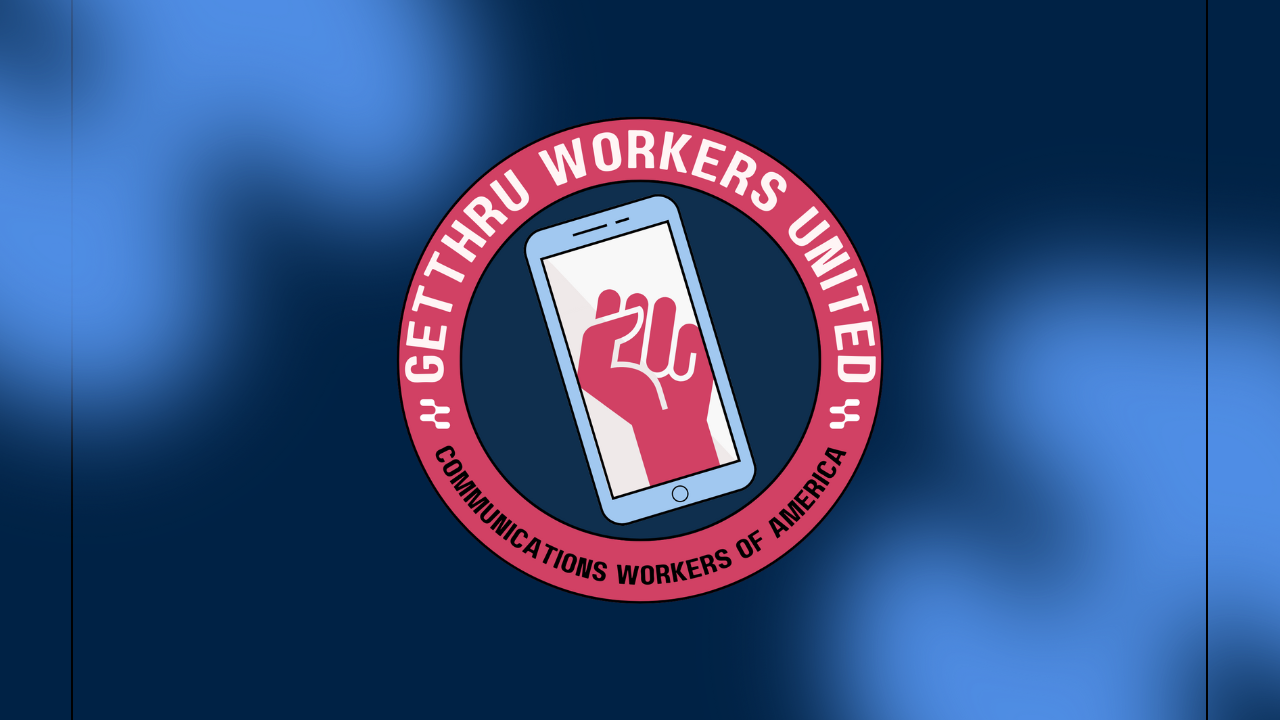 GETTHRU WORKERS UNITED
COMMUNICATIONS WORKERS OF AMERICA